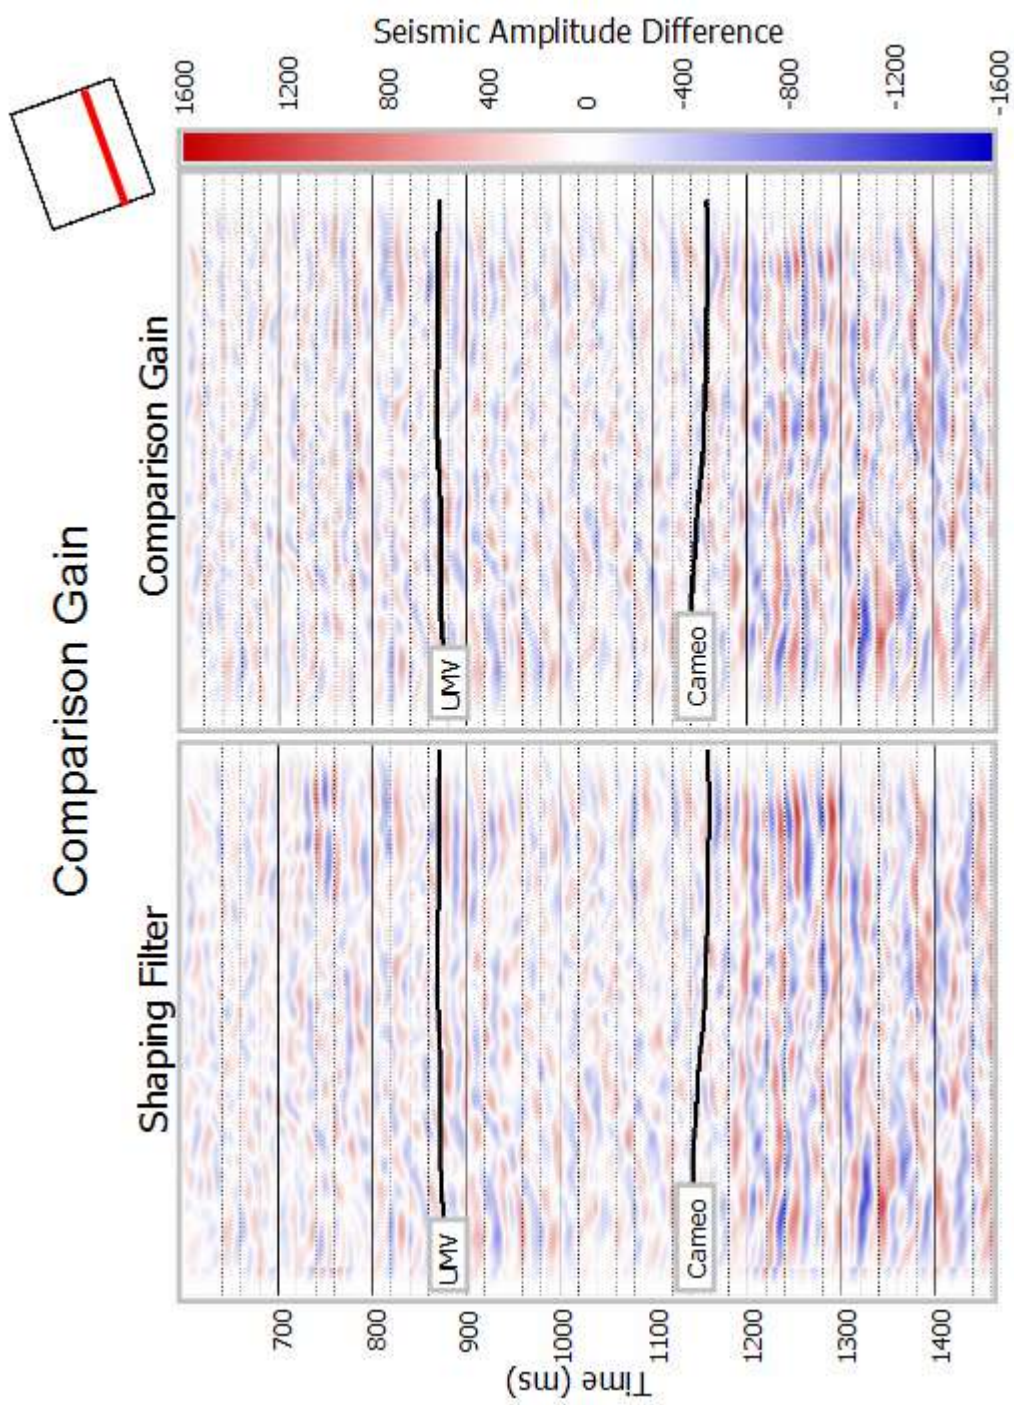 Comparison Gain
Shaping Filter
Comparison Gain
Time (ms)
700
800
900
1000
1100
1200
1300
1400
UMV
Cameo
UMV
Cameo
1600
1200
800
400
0
-400
-800
-1200
-1600
Seismic Amplitude Difference